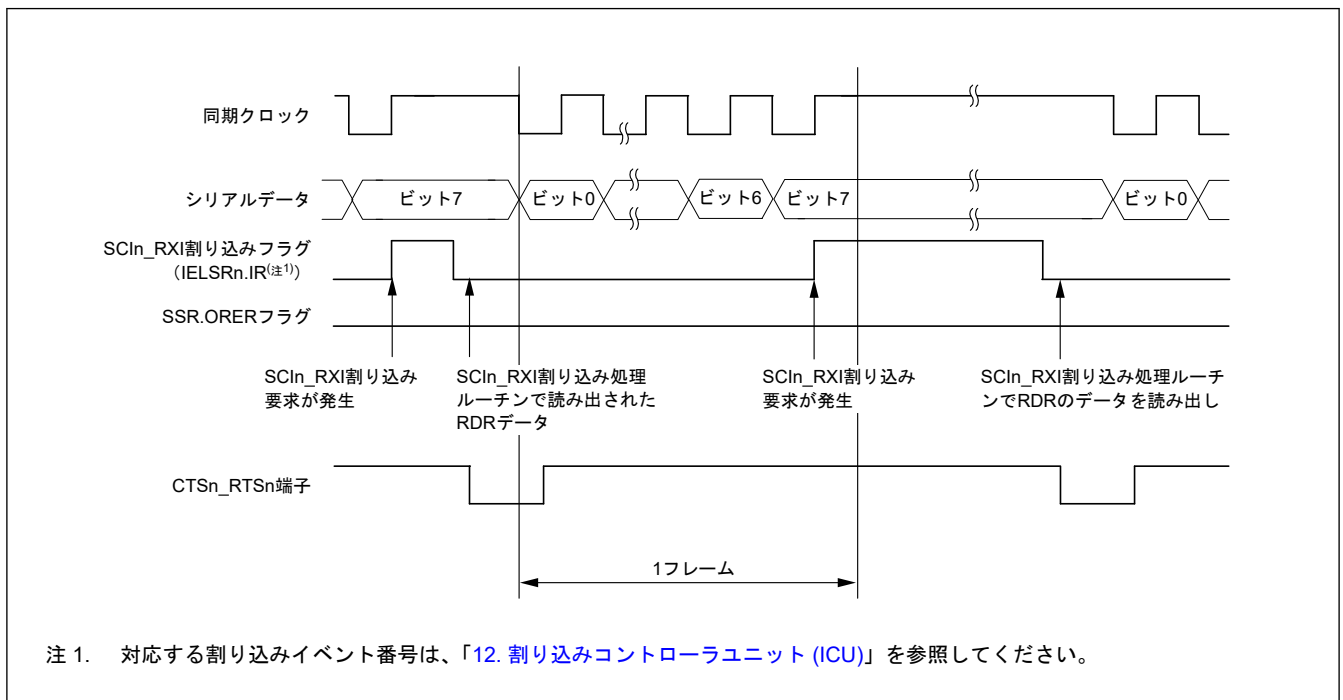 同期クロック
シリアルデータ
ビット7
ビット0
ビット6
ビット7
ビット0
SCIn_RXI割り込みフラグ
（IELSRn.IR(注1)）
SSR.ORERフラグ
SCIn_RXI割り込み
要求が発生
SCIn_RXI割り込み処理
ルーチンで読み出された
RDRデータ
SCIn_RXI割り込み
要求が発生
SCIn_RXI割り込み処理ルーチ
ンでRDRのデータを読み出し
CTSn_RTSn端子
1フレーム
注 1. 対応する割り込みイベント番号は、「12. 割り込みコントローラユニット (ICU)」を参照してください。